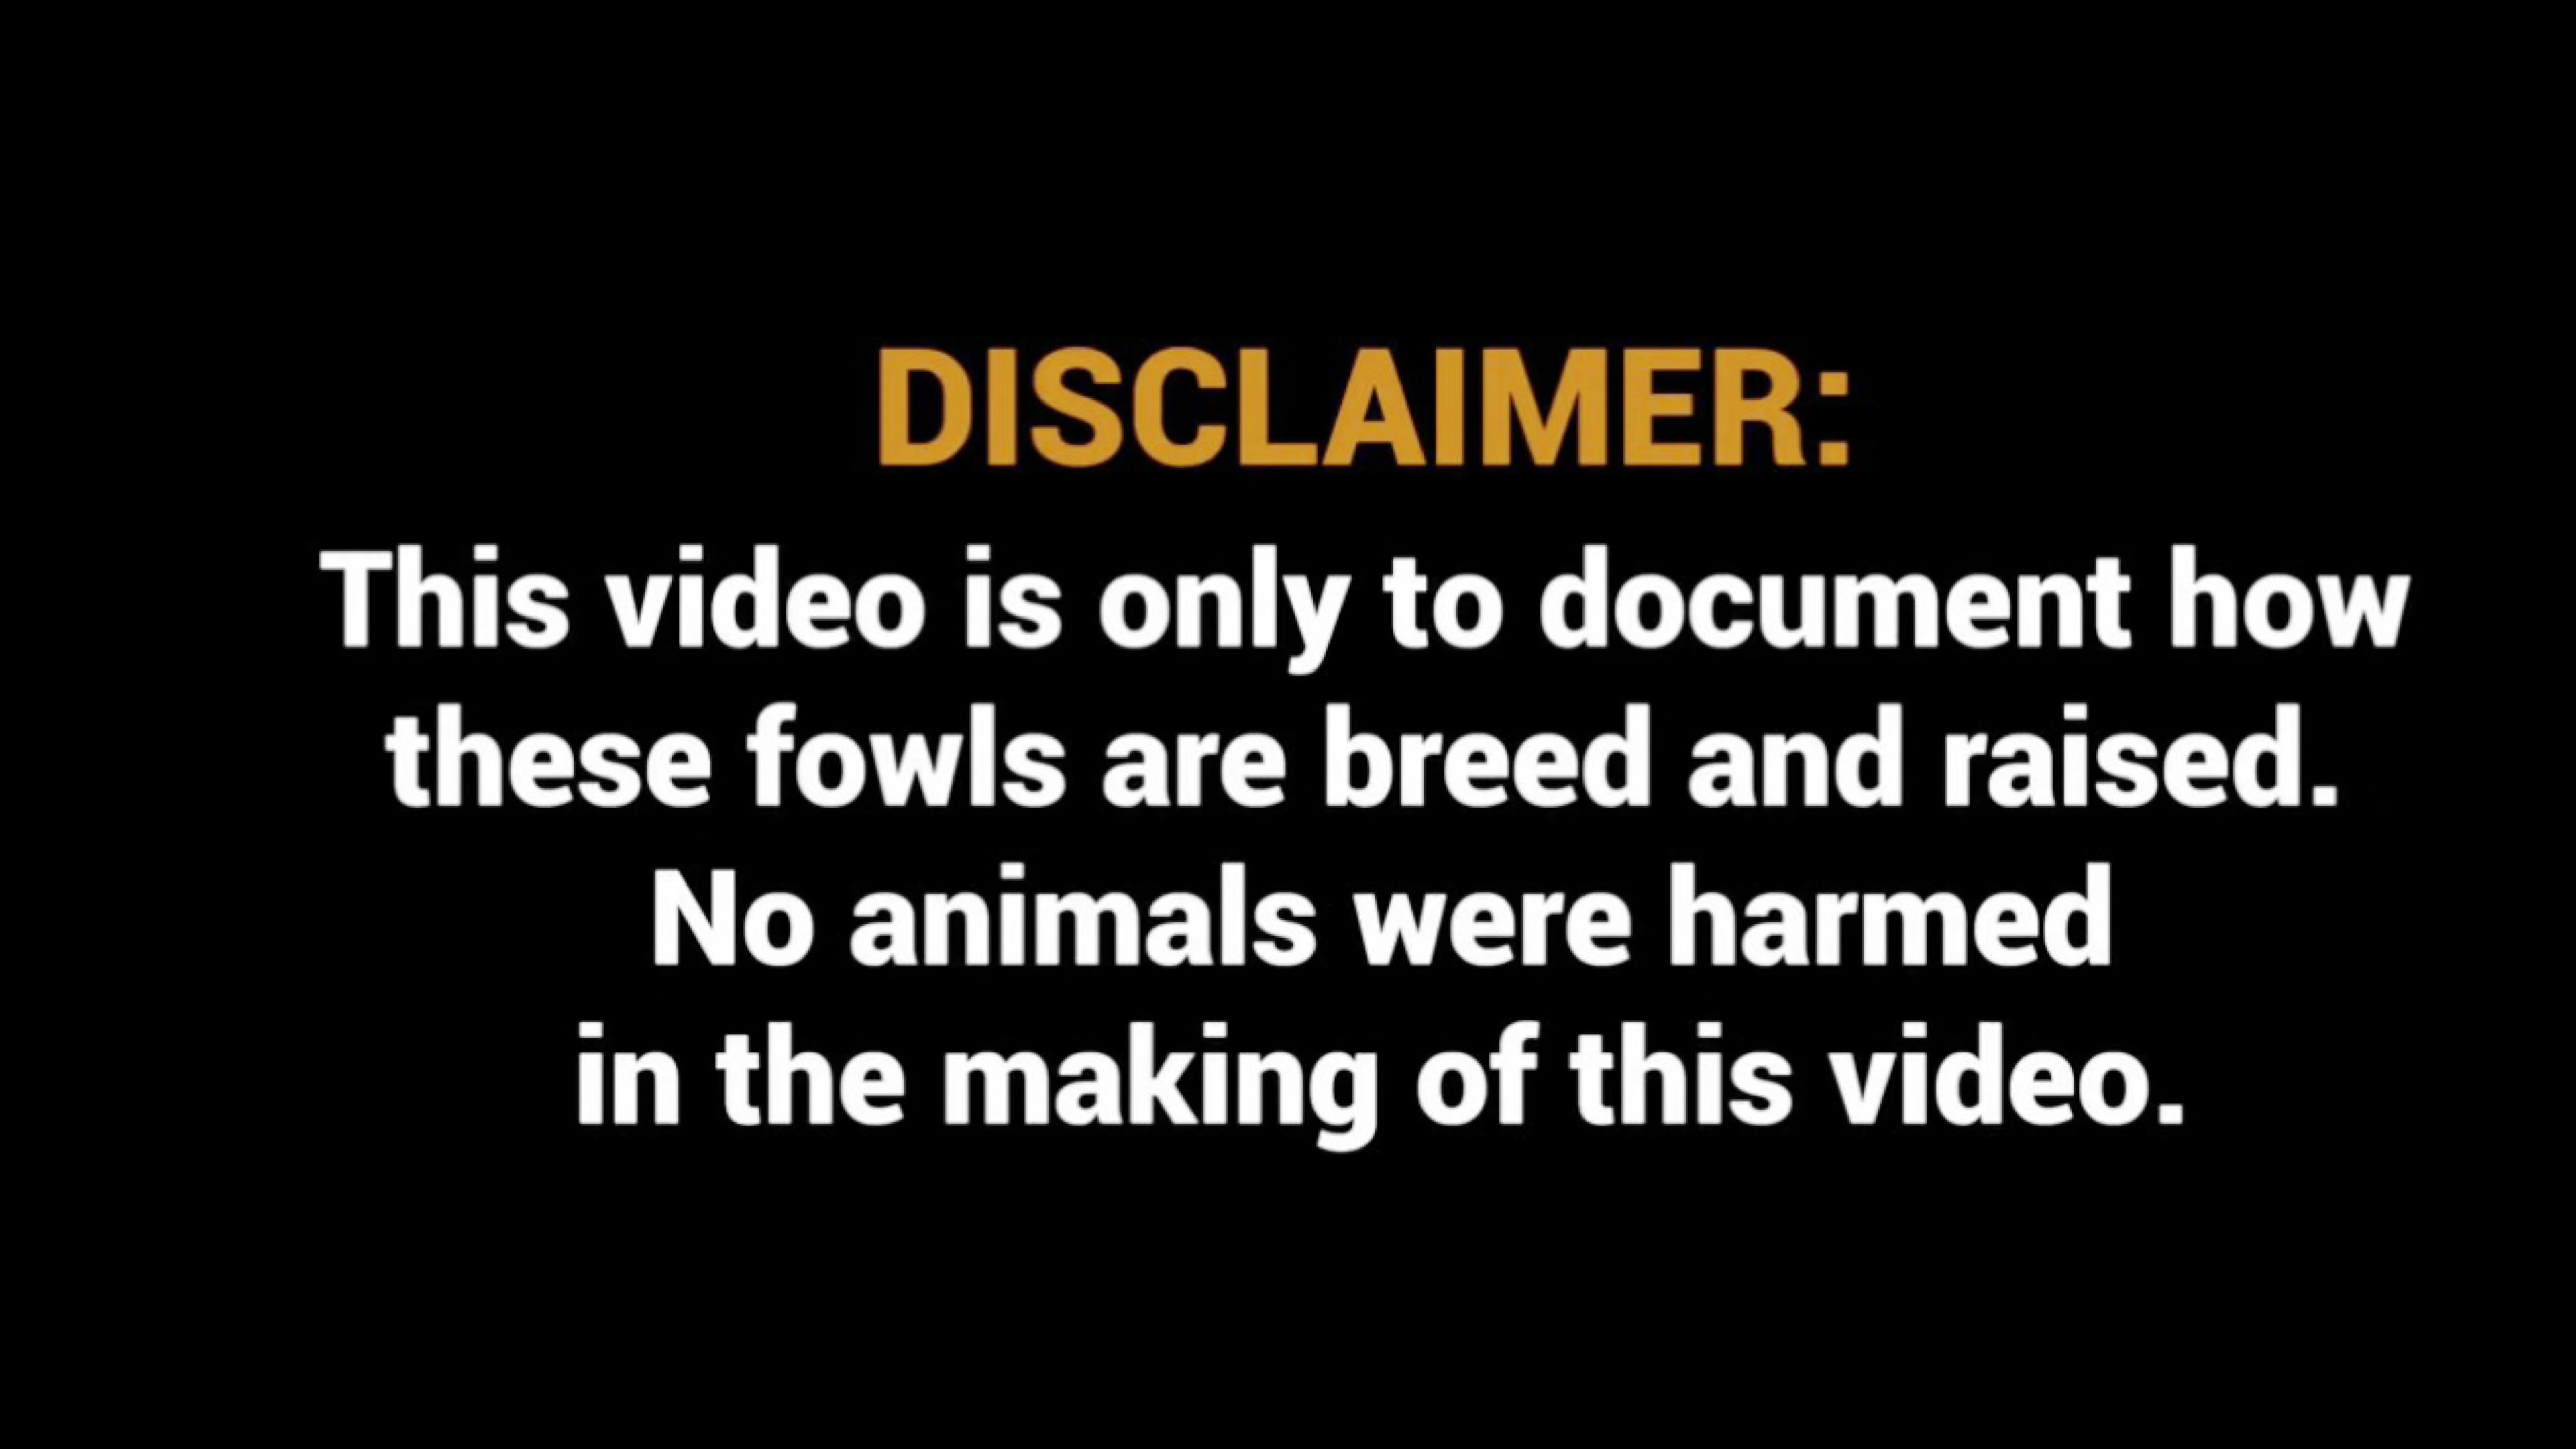 DISCLAIMER:
This video is only to document how
these fowls are breed and raised.
No animals were harmed
in the making of this video.